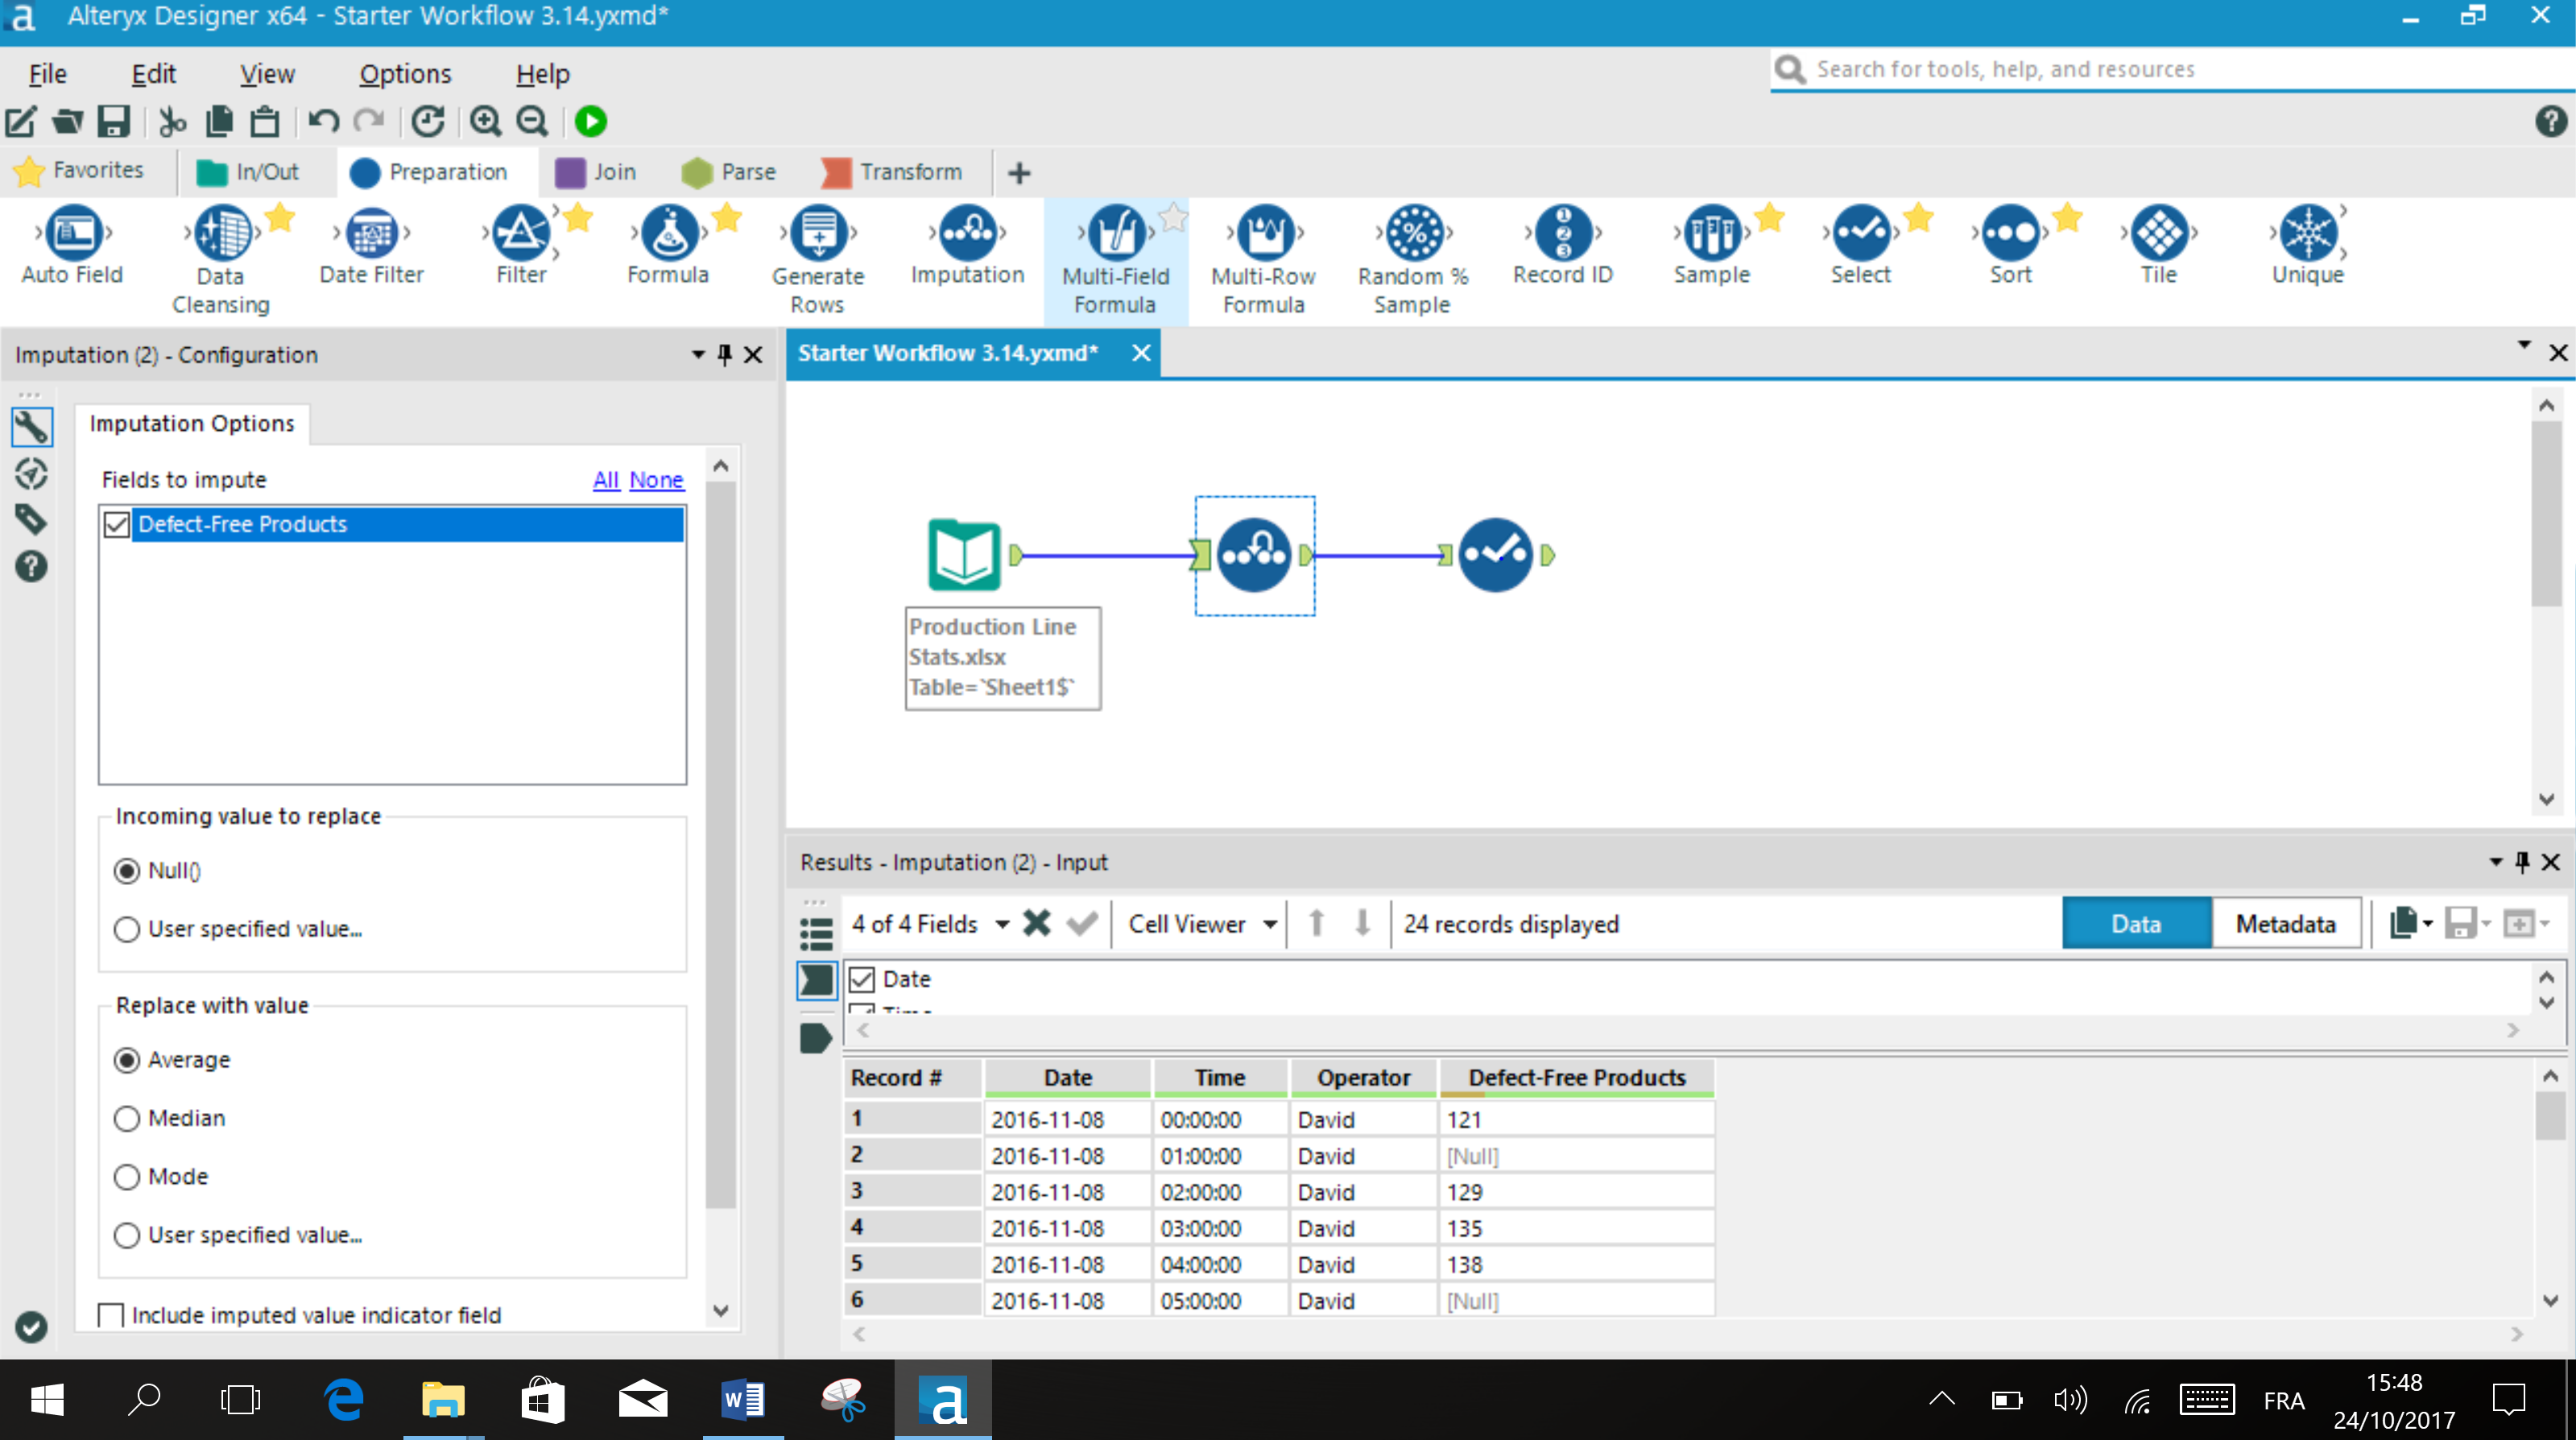 Alteryx Designer x64 - Starter Workflow 3.14.yxmd*
File Edit View Options Help
Search for tools, help, and resources
Favorites In/Out Preparation Join Parse Transform
Auto Field
Data Cleansing
Date Filter
Filter
Formula
Generate Rows
Imputation
Multi-Field Formula
Multi-Row Formula
Random % Sample
Record ID
Sample
Select
Sort
Tile
Unique
Imputation (2) - Configuration
Imputation Options
Fields to impute All None
Defect-Free Products
Incoming value to replace
Null()
User specified value...
Replace with value
Average
Median
Mode
User specified value...
Include imputed value indicator field
Starter Workflow 3.14.yxmd*
Production Line
Stats.xlsx
Table=`Sheet1$`
Results - Imputation (2) - Input
4 of 4 Fields Cell Viewer 24 records displayed Data Metadata
Date
Time
Record # Date Time Operator Defect-Free Products
1 2016-11-08 00:00:00 David 121
2 2016-11-08 01:00:00 David [Null]
3 2016-11-08 02:00:00 David 129
4 2016-11-08 03:00:00 David 135
5 2016-11-08 04:00:00 David 138
6 2016-11-08 05:00:00 David [Null]
FRA
15:48
24/10/2017